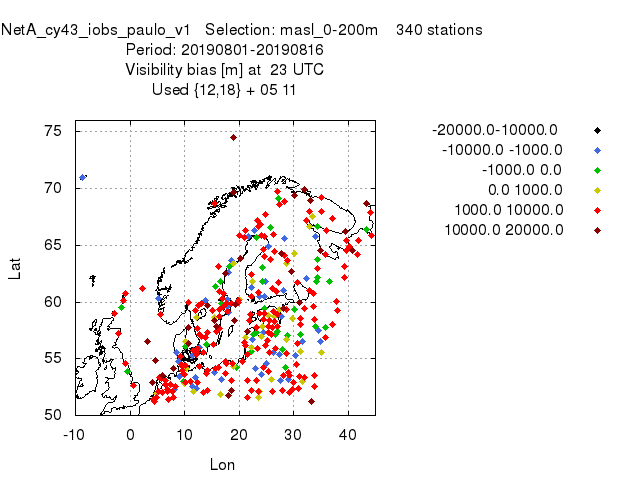 NetA_cy43_iobs_paulo_v1 Selection: masl_0-200m 340 stations
Period: 20190801-20190816
Visibility bias [m] at 23 UTC
Used {12,18} + 05 11
-20000.0-10000.0
-10000.0 -1000.0
-1000.0 0.0
0.0 1000.0
1000.0 10000.0
10000.0 20000.0
75
70
65
60
55
50
Lat
-10 0 10 20 30 40
Lon